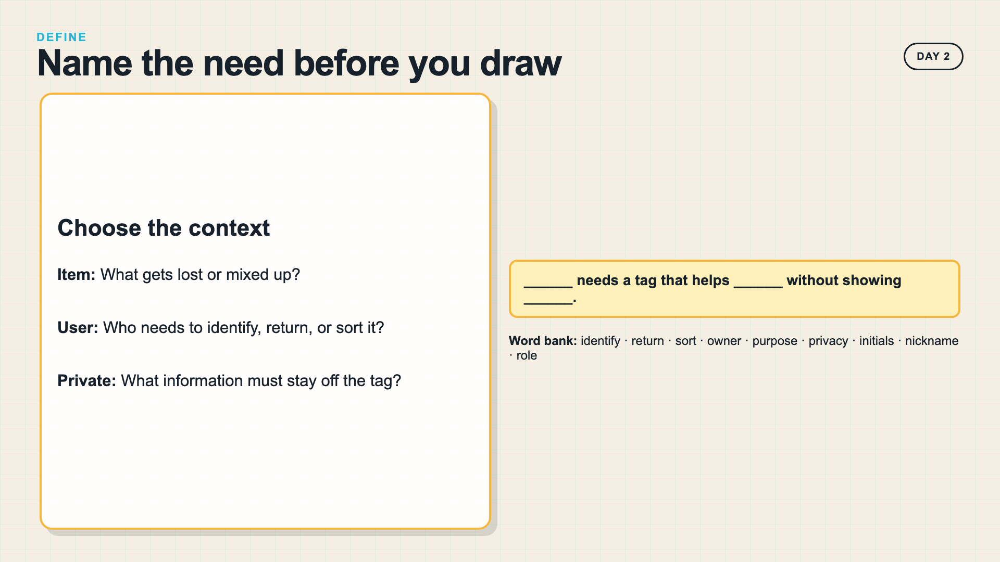 DEFINE
Name the need before you draw
DAY 2
Choose the context
Item: What gets lost or mixed up?
User: Who needs to identify, return, or sort it?
Private: What information must stay off the tag?
______ needs a tag that helps ______ without showing
______.
Word bank: identify · return · sort · owner · purpose · privacy · initials · nickname
· role